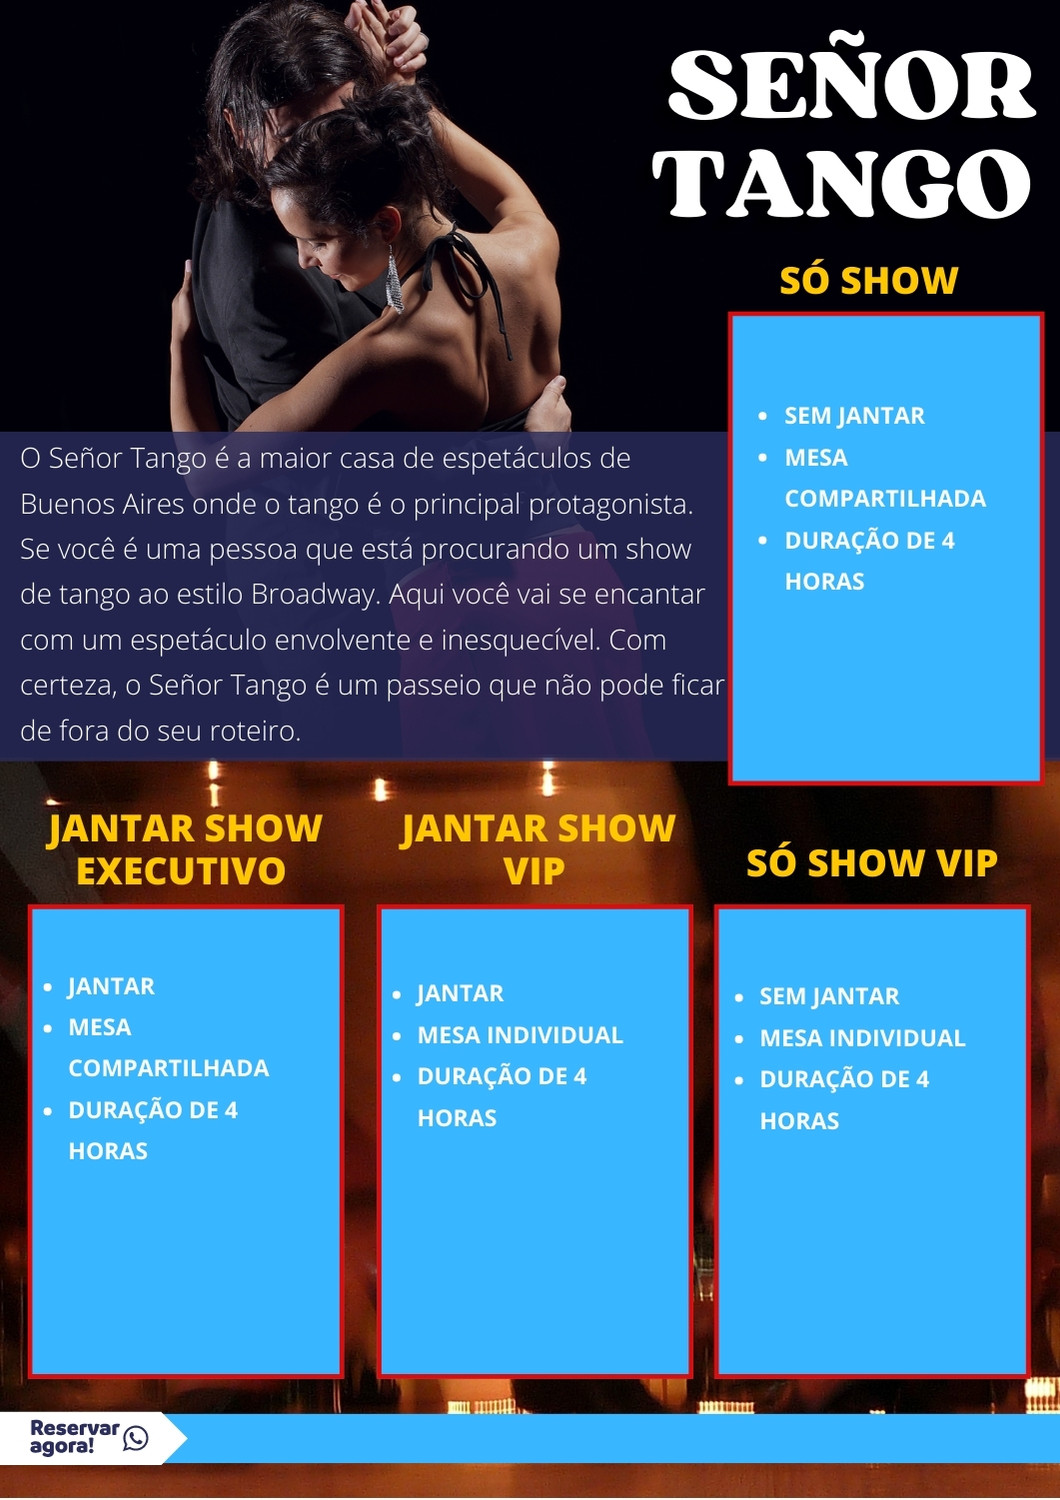 SEÑOR
TANGO
SÓ SHOW
• SEM JANTAR
• MESA
COMPARTILHADA
• DURAÇÃO DE 4
HORAS
O Señor Tango é a maior casa de espetáculos de
Buenos Aires onde o tango é o principal protagonista.
Se você é uma pessoa que está procurando um show
de tango ao estilo Broadway. Aqui você vai se encantar
com um espetáculo envolvente e inesquecível. Com
certeza, o Señor Tango é um passeio que não pode ficar
de fora do seu roteiro.
JANTAR SHOW
EXECUTIVO
• JANTAR
• MESA
COMPARTILHADA
• DURAÇÃO DE 4
HORAS
JANTAR SHOW
VIP
• JANTAR
• MESA INDIVIDUAL
• DURAÇÃO DE 4
HORAS
SÓ SHOW VIP
• SEM JANTAR
• MESA INDIVIDUAL
• DURAÇÃO DE 4
HORAS
Reservar
agora!